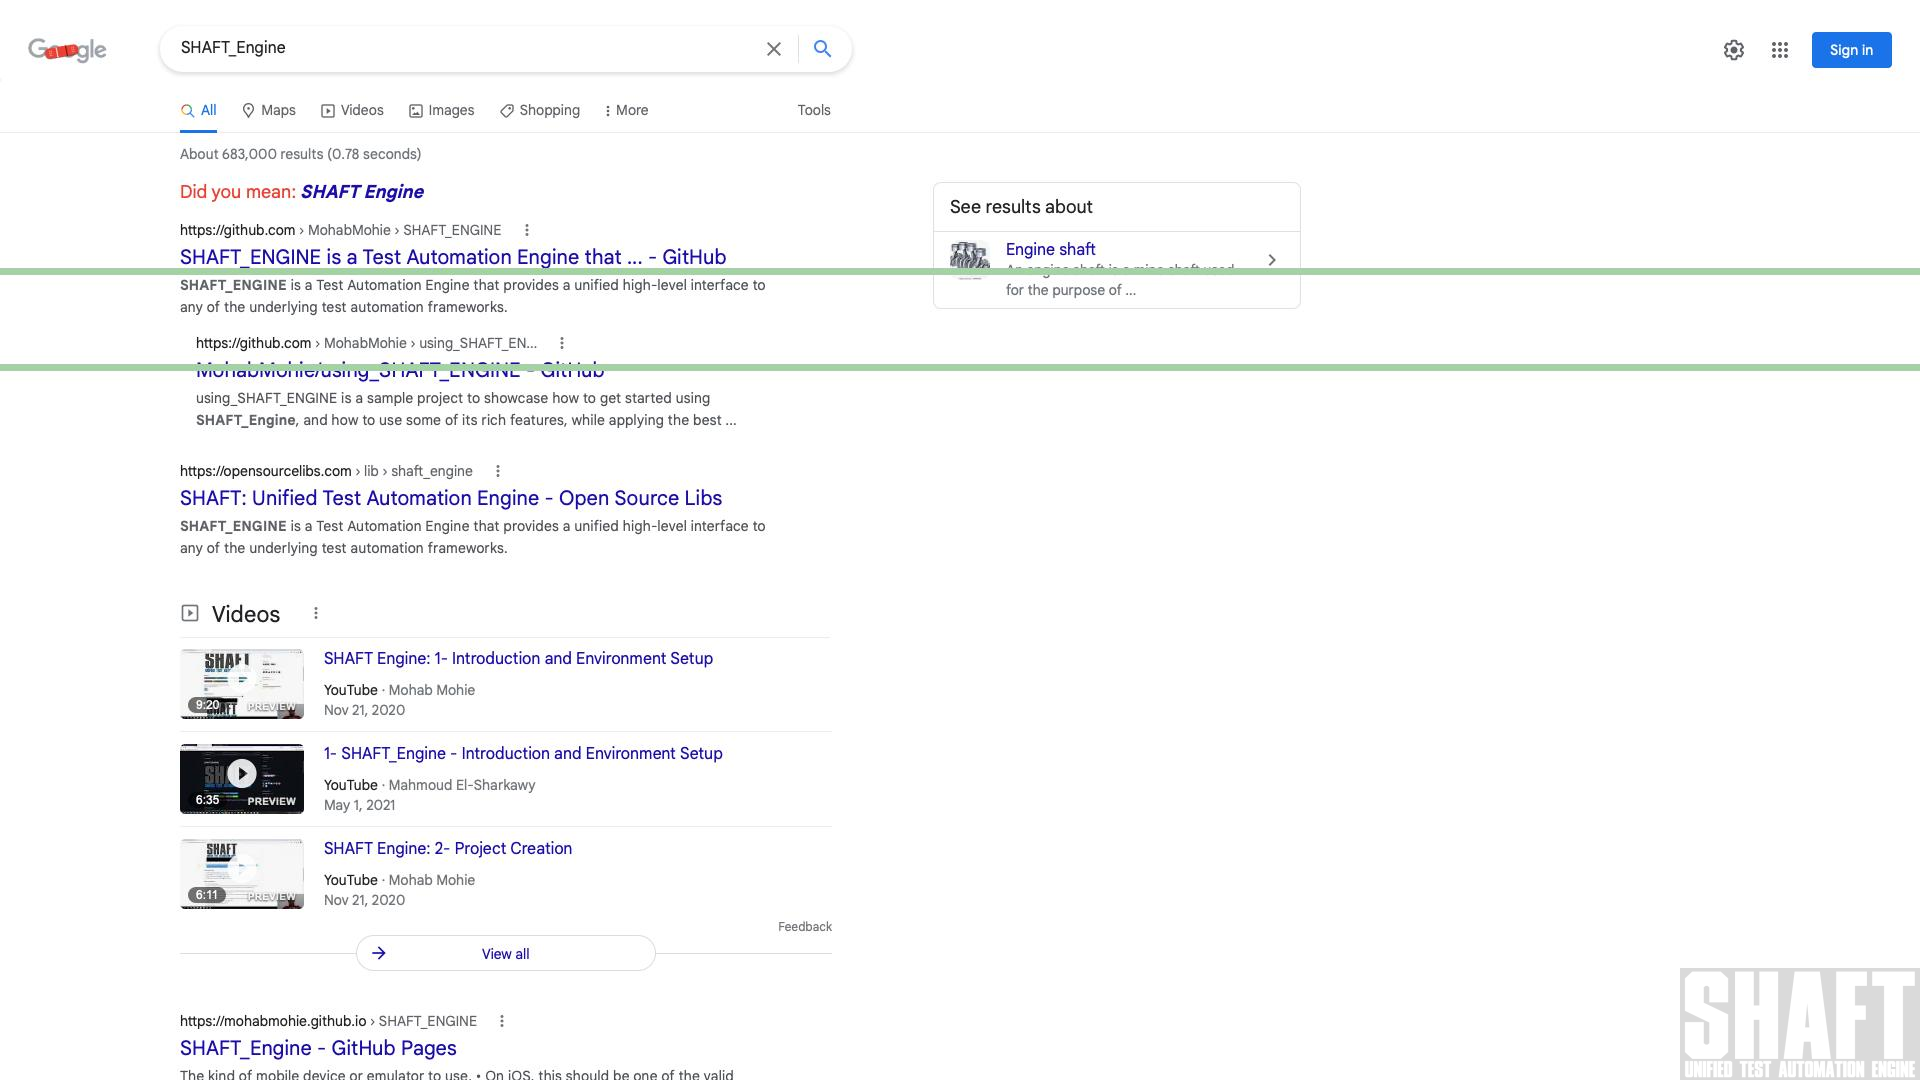 Google
SHAFT_Engine
Sign in
All Maps Videos Images Shopping More Tools
About 683,000 results (0.78 seconds)
Did you mean: SHAFT Engine
https://github.com › MohabMohie › SHAFT_ENGINE
SHAFT_ENGINE is a Test Automation Engine that ... - GitHub
SHAFT_ENGINE is a Test Automation Engine that provides a unified high-level interface to
any of the underlying test automation frameworks.
https://github.com › MohabMohie › using_SHAFT_EN...
MohabMohie/using_SHAFT_ENGINE - GitHub
using_SHAFT_ENGINE is a sample project to showcase how to get started using
SHAFT_Engine, and how to use some of its rich features, while applying the best ...
https://opensourcelibs.com › lib › shaft_engine
SHAFT: Unified Test Automation Engine - Open Source Libs
SHAFT_ENGINE is a Test Automation Engine that provides a unified high-level interface to
any of the underlying test automation frameworks.
Videos
SHAFT
9:20 PREVIEW
SHAFT Engine: 1- Introduction and Environment Setup
YouTube · Mohab Mohie
Nov 21, 2020
6:35 PREVIEW
1- SHAFT_Engine - Introduction and Environment Setup
YouTube · Mahmoud El-Sharkawy
May 1, 2021
SHAFT
6:11 PREVIEW
SHAFT Engine: 2- Project Creation
YouTube · Mohab Mohie
Nov 21, 2020
Feedback
View all
https://mohabmohie.github.io › SHAFT_ENGINE
SHAFT_Engine - GitHub Pages
The kind of mobile device or emulator to use. • On iOS, this should be one of the valid
See results about
Engine shaft
An engine shaft is a mine shaft used
for the purpose of ...
SHAFT
UNIFIED TEST AUTOMATION ENGINE